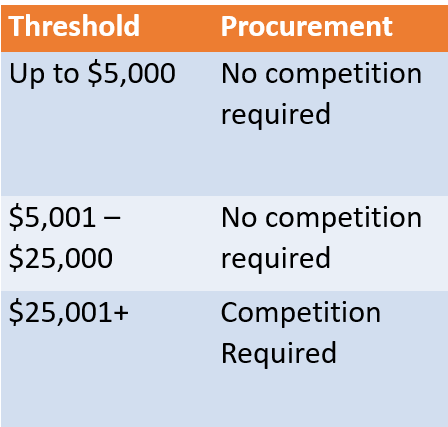 Threshold Procurement
Up to $5,000 No competition
required
$5,001 – No competition
$25,000 required
$25,001+ Competition
Required